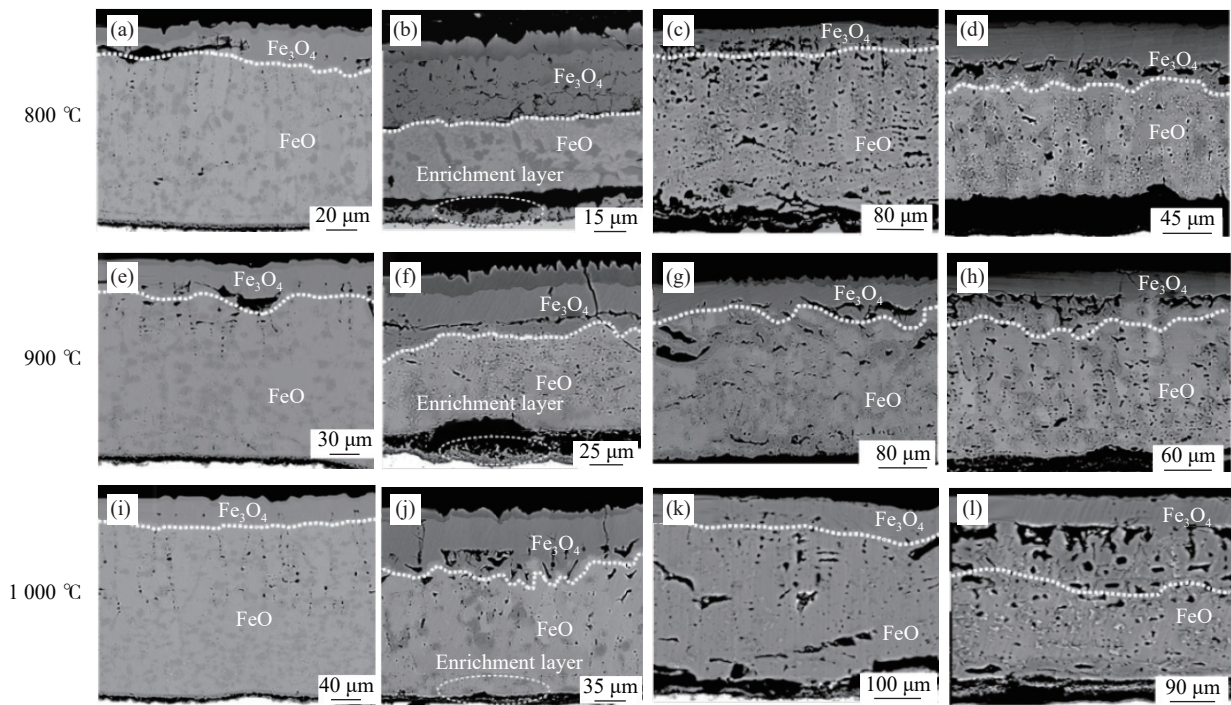 (a)
Fe₃O₄
FeO
20 μm
(b)
Fe₃O₄
FeO
Enrichment layer
15 μm
(c)
Fe₃O₄
FeO
80 μm
(d)
Fe₃O₄
FeO
45 μm
800 ℃
(e)
Fe₃O₄
FeO
30 μm
(f)
Fe₃O₄
FeO
Enrichment layer
25 μm
(g)
Fe₃O₄
FeO
80 μm
(h)
Fe₃O₄
FeO
60 μm
900 ℃
(i)
Fe₃O₄
FeO
40 μm
(j)
Fe₃O₄
FeO
Enrichment layer
35 μm
(k)
Fe₃O₄
FeO
100 μm
(l)
Fe₃O₄
FeO
90 μm
1 000 ℃